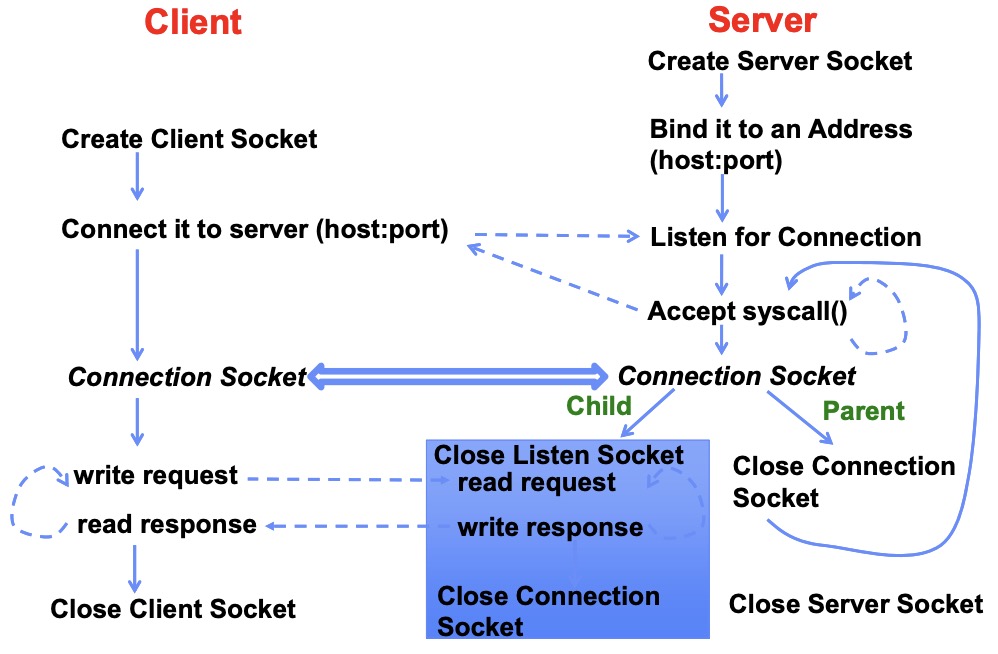 Client
Server
Create Server Socket
Create Client Socket
Bind it to an Address
(host:port)
Connect it to server (host:port)
Listen for Connection
Accept syscall()
Connection Socket
Connection Socket
Child
Parent
Close Listen Socket
read request
write request
Close Connection
Socket
read response
write response
Close Client Socket
Close Connection
Socket
Close Server Socket